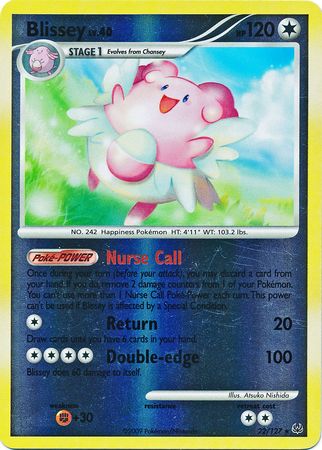 Blissey LV.40 HP 120
STAGE 1 Evolves from Chansey
NO. 242 Happiness Pokémon HT: 4'11" WT: 103.2 lbs.
Poké-POWER Nurse Call
Once during your turn (before your attack), you may discard a card from
your hand. If you do, remove 2 damage counters from 1 of your Pokémon.
You can't use more than 1 Nurse Call Poké-Power each turn. This power
can't be used if Blissey is affected by a Special Condition.
Return 20
Draw cards until you have 6 cards in your hand.
Double-edge 100
Blissey does 60 damage to itself.
Illus. Atsuko Nishida
weakness resistance retreat cost
+30
©2009 Pokémon/Nintendo 22/127